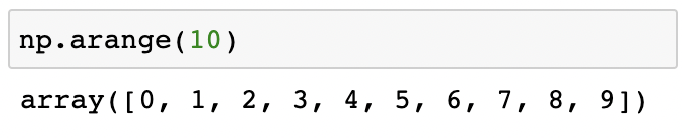 np.arange(10)
array([0, 1, 2, 3, 4, 5, 6, 7, 8, 9])